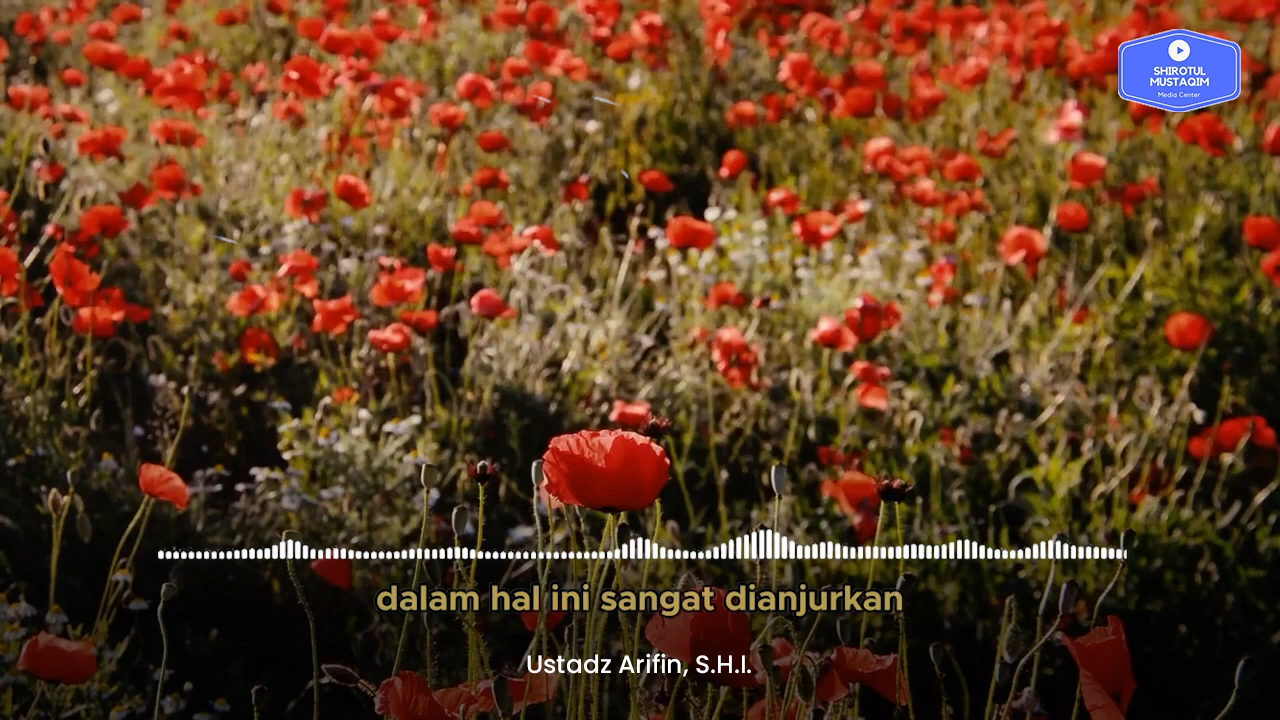 SHIROTUL
MUSTAQIM
Media Center
dalam hal ini sangat dianjurkan
Ustadz Arifin, S.H.I.